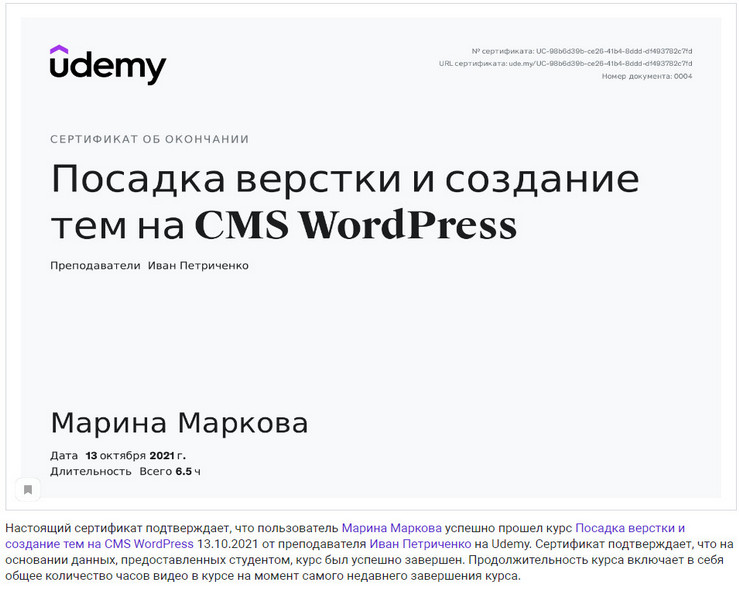 № сертификата: UC-98b6d39b-ce26-41b4-8ddd-df493782c7fd
URL сертификата: ude.my/UC-98b6d39b-ce26-41b4-8ddd-df493782c7fd
Номер документа: 0004
ûdemy
СЕРТИФИКАТ ОБ ОКОНЧАНИИ
Посадка верстки и создание
тем на CMS WordPress
Преподаватели Иван Петриченко
Марина Маркова
Дата 13 октября 2021 г.
Длительность Всего 6.5 ч
Настоящий сертификат подтверждает, что пользователь Марина Маркова успешно прошел курс Посадка верстки и
создание тем на CMS WordPress 13.10.2021 от преподавателя Иван Петриченко на Udemy. Сертификат подтверждает, что на
основании данных, предоставленных студентом, курс был успешно завершен. Продолжительность курса включает в себя
общее количество часов видео в курсе на момент самого недавнего завершения курса.